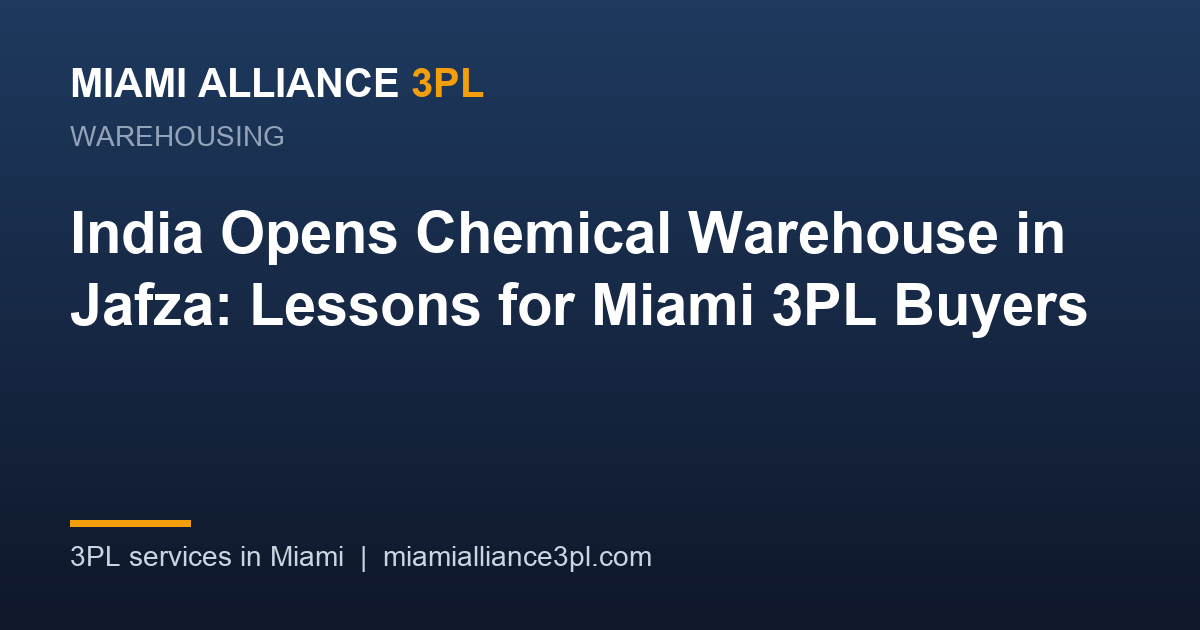 MIAMI ALLIANCE 3PL
WAREHOUSING
India Opens Chemical Warehouse in
Jafza: Lessons for Miami 3PL Buyers
3PL services in Miami | miamialliance3pl.com